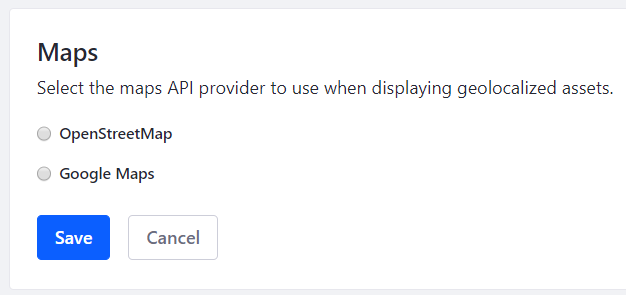 Maps
Select the maps API provider to use when displaying geolocalized assets.
OpenStreetMap
Google Maps
Save
Cancel